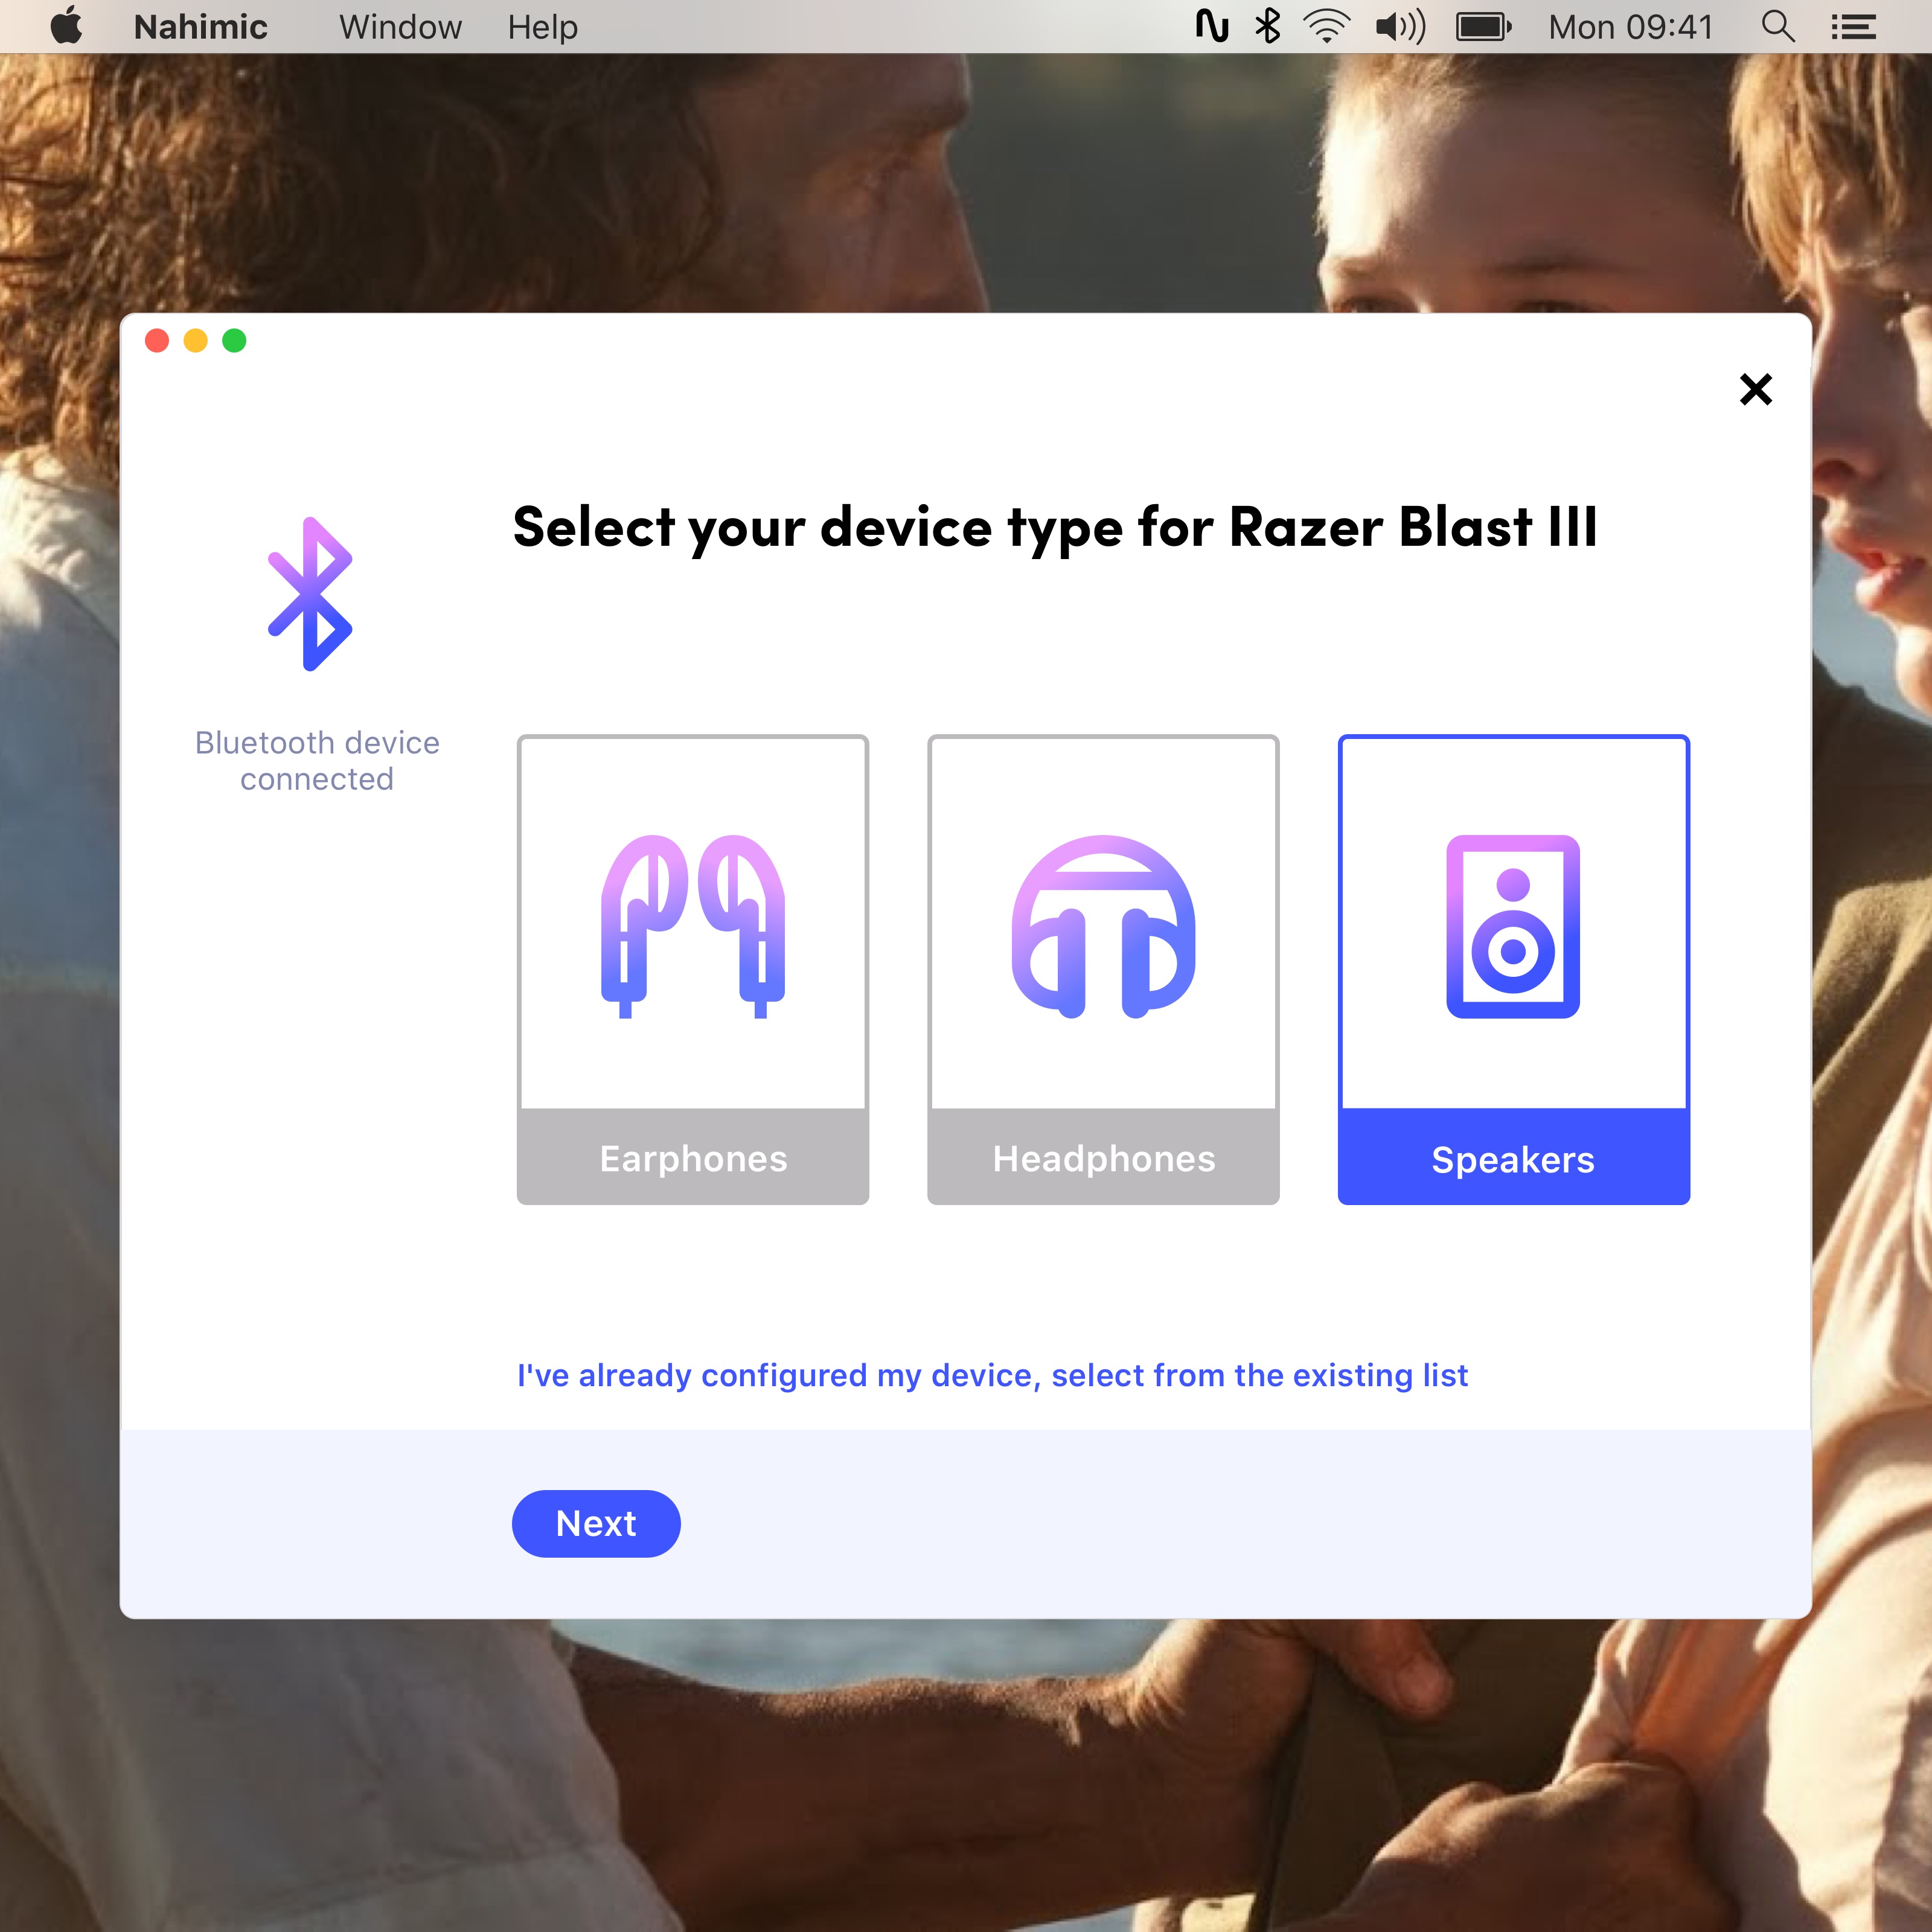 Nahimic Window Help Mon 09:41
Select your device type for Razer Blast III
Bluetooth device
connected
Earphones Headphones Speakers
I've already configured my device, select from the existing list
Next